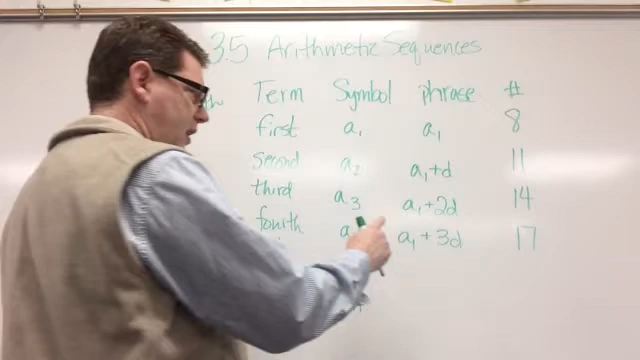 3.5 Arithmetic Sequences
Term Symbol phrase #
first a₁ a₁ 8
second a₂ a₁+d 11
third a₃ a₁+2d 14
fourth a a₁+3d 17